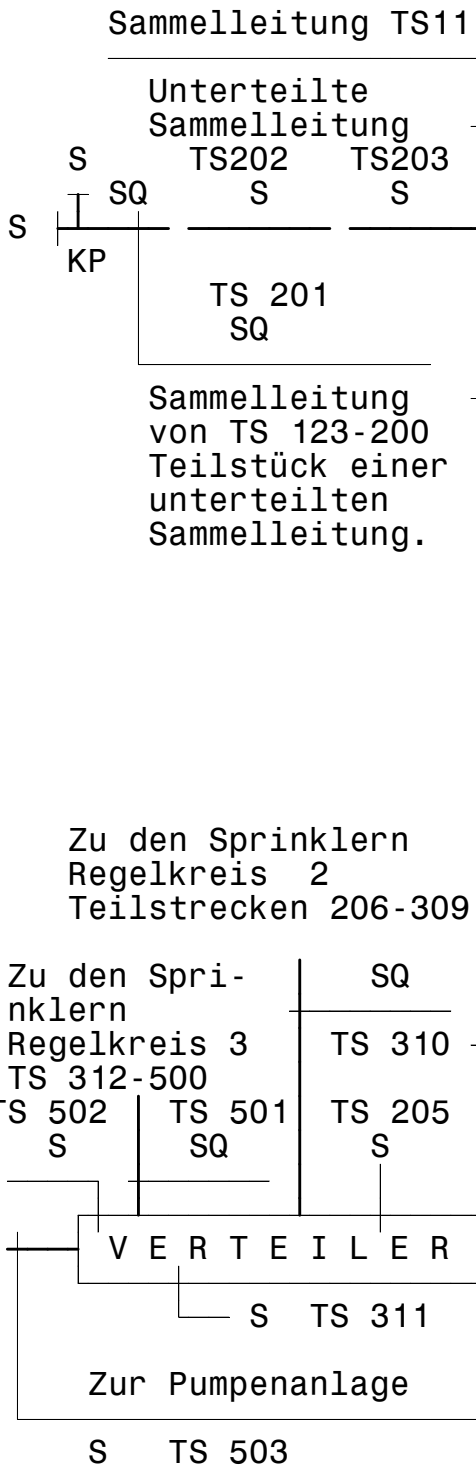 Sammelleitung TS11
Unterteilte
Sammelleitung
S TS202 TS203
SQ S S
S
KP
TS 201
SQ
Sammelleitung
von TS 123-200
Teilstück einer
unterteilten
Sammelleitung.
Zu den Sprinklern
Regelkreis 2
Teilstrecken 206-309
Zu den Spri- SQ
nklern
Regelkreis 3 TS 310
TS 312-500
TS 502 TS 501 TS 205
S SQ S
V E R T E I L E R
S TS 311
Zur Pumpenanlage
S TS 503